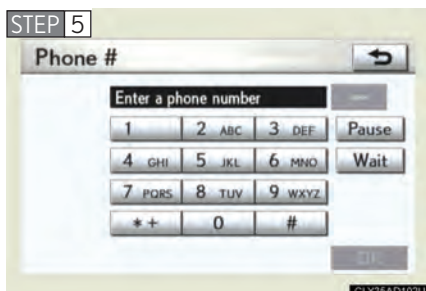 STEP 5
Phone #
Enter a phone number
1 2 ABC 3 DEF Pause
4 GHI 5 JKL 6 MNO Wait
7 PQRS 8 TUV 9 WXYZ
* + 0 #
OK